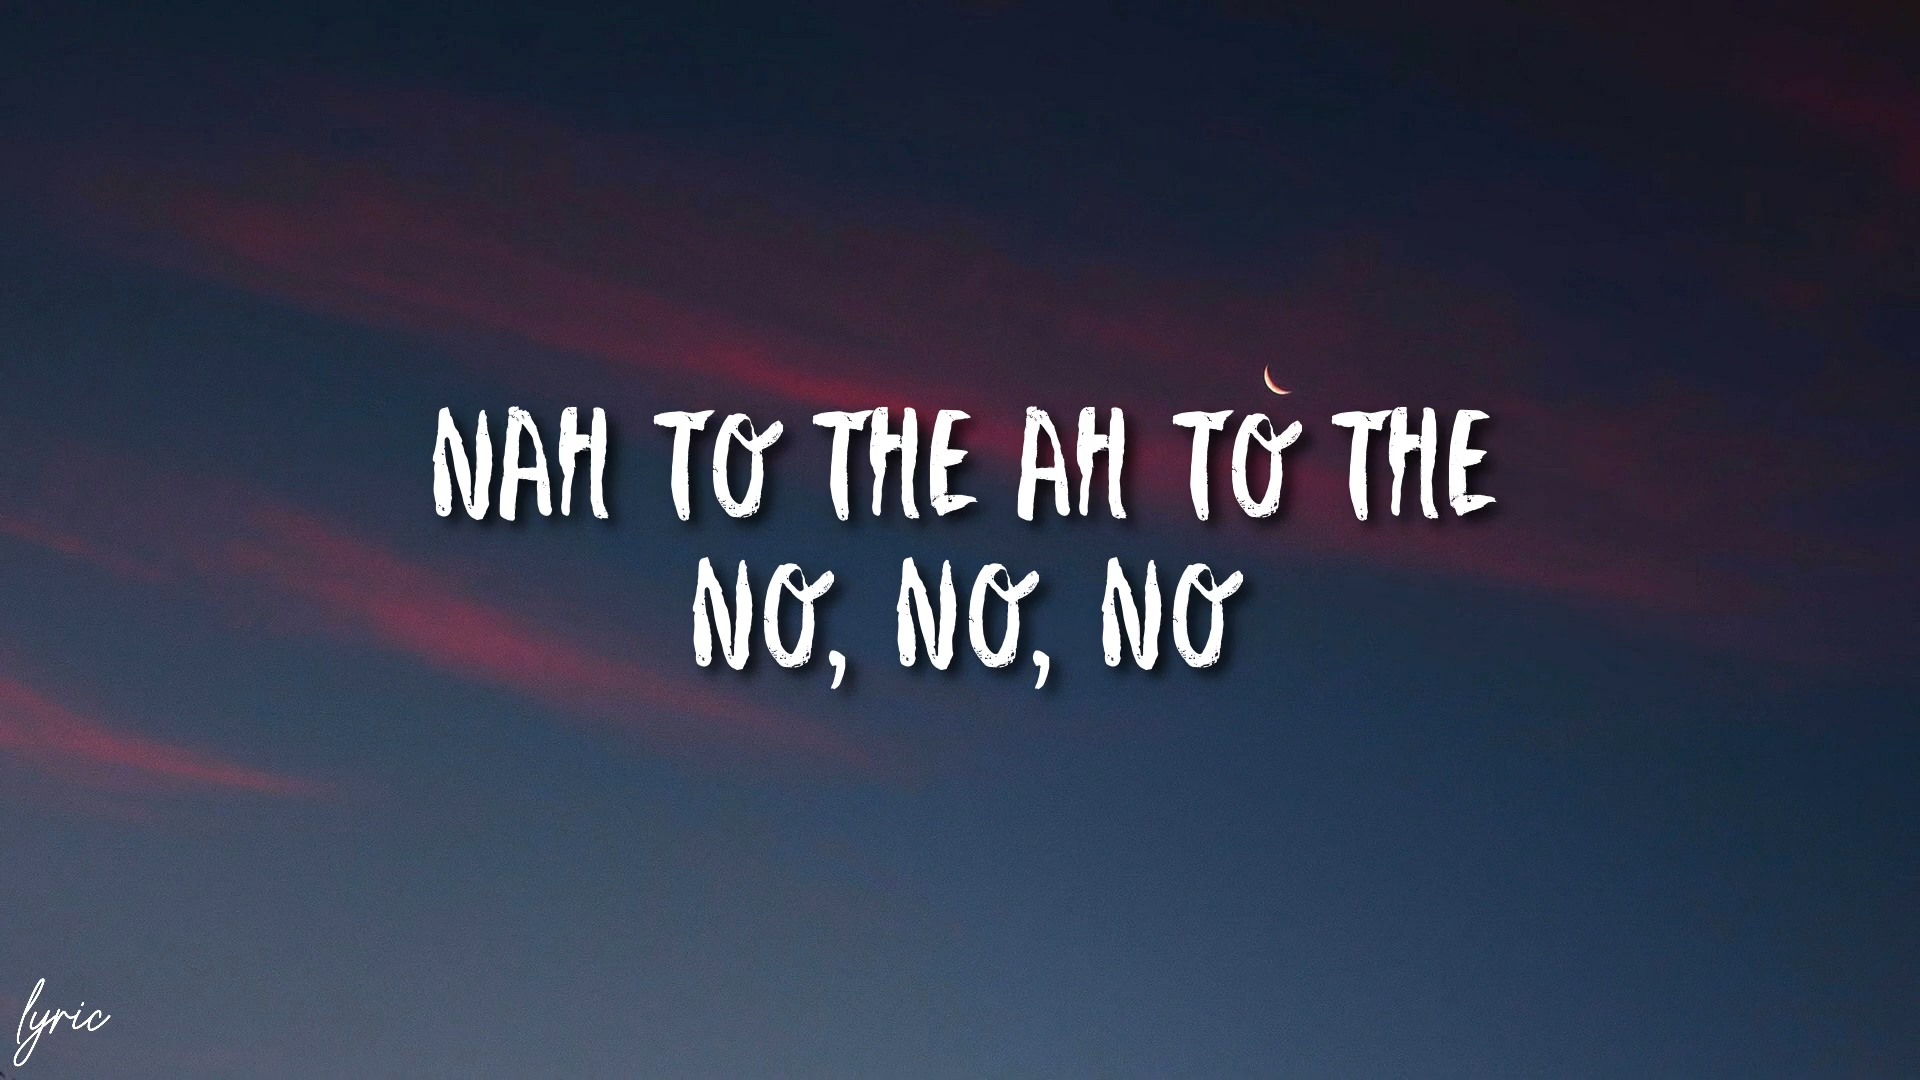 NAH TO THE AH TO THE
NO, NO, NO
lyric